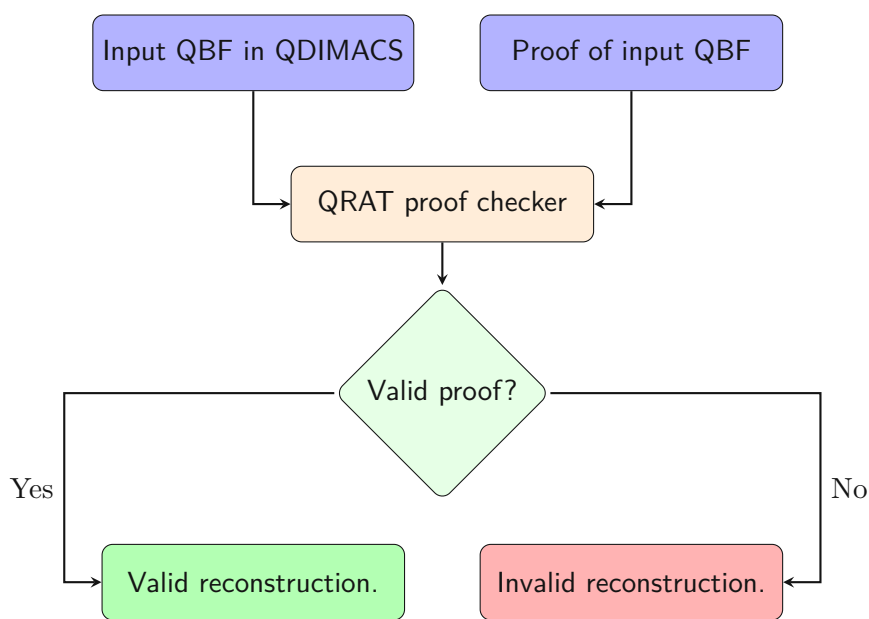 Input QBF in QDIMACS
Proof of input QBF
QRAT proof checker
Valid proof?
Yes
No
Valid reconstruction.
Invalid reconstruction.